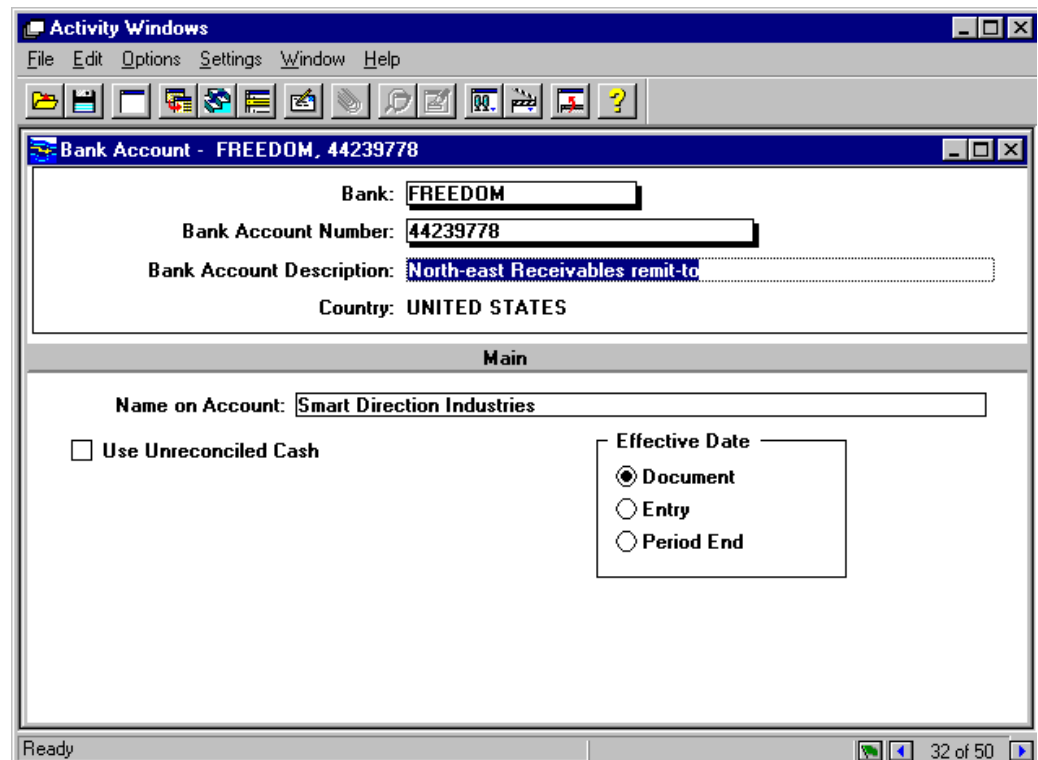 Activity Windows
File Edit Options Settings Window Help
Bank Account - FREEDOM, 44239778
Bank: FREEDOM
Bank Account Number: 44239778
Bank Account Description: North-east Receivables remit-to
Country: UNITED STATES
Main
Name on Account: Smart Direction Industries
Use Unreconciled Cash
Effective Date
Document
Entry
Period End
Ready
32 of 50